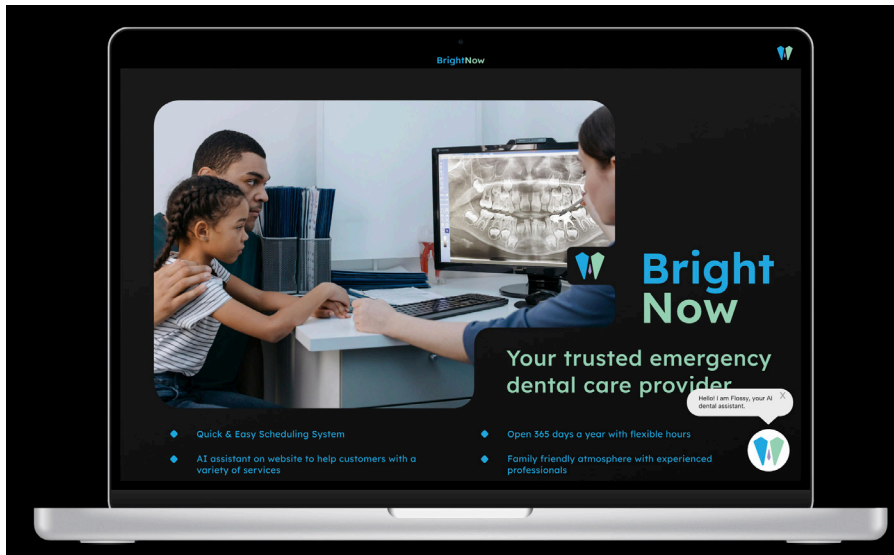 BrightNow
Bright
Now
Your trusted emergency
dental care provider
Hello! I am Flossy, your AI
dental assistant.
X
Quick & Easy Scheduling System
AI assistant on website to help customers with a
variety of services
Open 365 days a year with flexible hours
Family friendly atmosphere with experienced
professionals